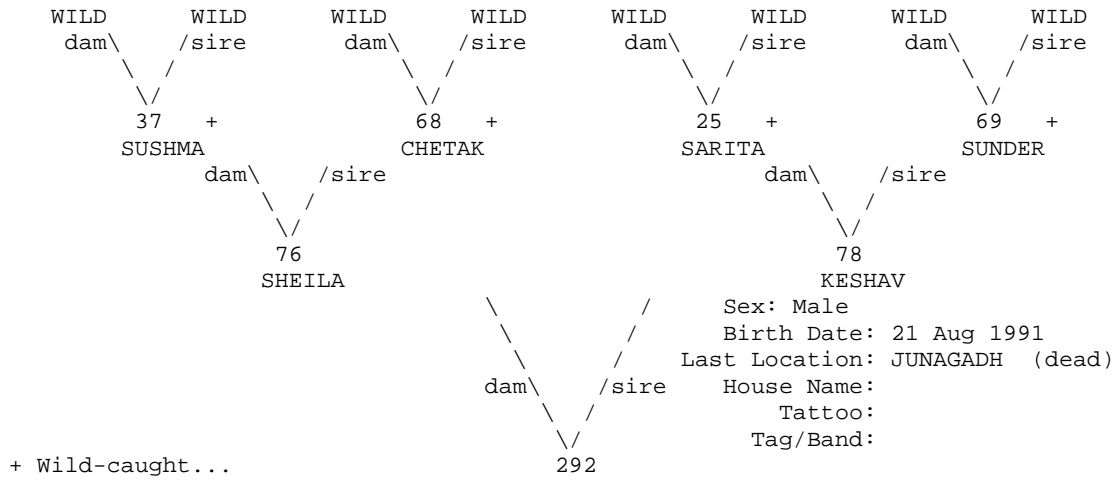 WILD WILD WILD WILD WILD WILD WILD WILD
dam\ /sire dam\ /sire dam\ /sire dam\ /sire
\ / \ / \ / \ /
\/ \/ \/ \/
37 + 68 + 25 + 69 +
SUSHMA CHETAK SARITA SUNDER
dam\ /sire dam\ /sire
\ / \ /
\/ \/
76 78
SHEILA KESHAV
\ / Sex: Male
\ / Birth Date: 21 Aug 1991
\ / Last Location: JUNAGADH (dead)
dam\ /sire House Name:
\ / Tattoo:
\/ Tag/Band:
+ Wild-caught... 292